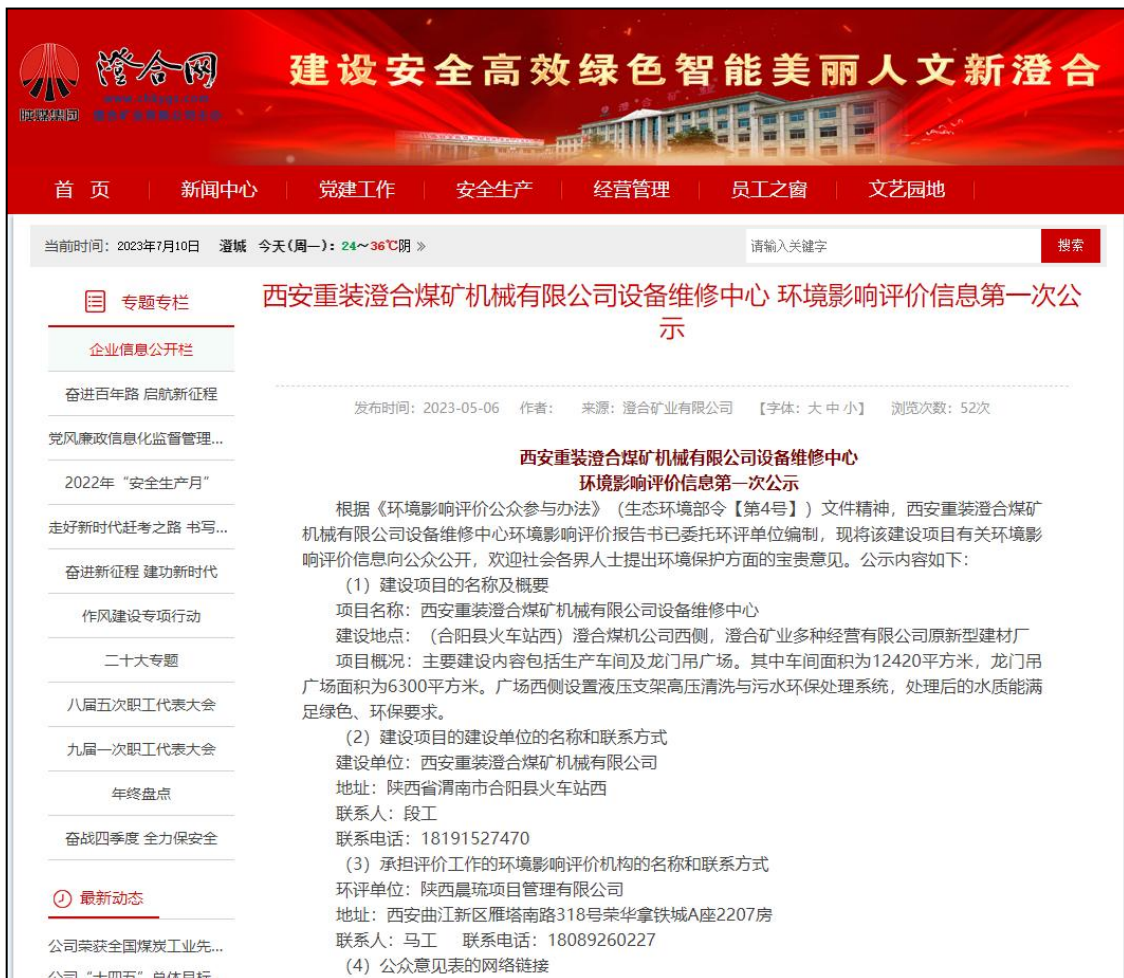 澄合网
建设安全高效绿色智能美丽人文新澄合
陕煤集团
首 页
新闻中心
党建工作
安全生产
经营管理
员工之窗
文艺园地
当前时间：2023年7月10日 澄城 今天(周一)：24～36℃阴
请输入关键字
搜索
专题专栏
企业信息公开栏
奋进百年路 启航新征程
党风廉政信息化监督管理...
2022年“安全生产月”
走好新时代赶考之路 书写...
奋进新征程 建功新时代
作风建设专项行动
二十大专题
八届五次职工代表大会
九届一次职工代表大会
年终盘点
奋战四季度 全力保安全
最新动态
公司荣获全国煤炭工业先...
公司“十四五”总体目标
西安重装澄合煤矿机械有限公司设备维修中心 环境影响评价信息第一次公
示
发布时间：2023-05-06 作者： 来源：澄合矿业有限公司 【字体：大 中 小】 浏览次数：52次
西安重装澄合煤矿机械有限公司设备维修中心
环境影响评价信息第一次公示
根据《环境影响评价公众参与办法》（生态环境部令【第4号】）文件精神，西安重装澄合煤矿
机械有限公司设备维修中心环境影响评价报告书已委托环评单位编制，现将该建设项目有关环境影
响评价信息向公众公开，欢迎社会各界人士提出环境保护方面的宝贵意见。公示内容如下：
（1）建设项目的名称及概要
项目名称：西安重装澄合煤矿机械有限公司设备维修中心
建设地点：（合阳县火车站西）澄合煤机公司西侧，澄合矿业多种经营有限公司原新型建材厂
项目概况：主要建设内容包括生产车间及龙门吊广场。其中车间面积为12420平方米，龙门吊
广场面积为6300平方米。广场西侧设置液压支架高压清洗与污水环保处理系统，处理后的水质能满
足绿色、环保要求。
（2）建设项目的建设单位的名称和联系方式
建设单位：西安重装澄合煤矿机械有限公司
地址：陕西省渭南市合阳县火车站西
联系人：段工
联系电话：18191527470
（3）承担评价工作的环境影响评价机构的名称和联系方式
环评单位：陕西晨琉项目管理有限公司
地址：西安曲江新区雁塔南路318号荣华拿铁城A座2207房
联系人：马工 联系电话：18089260227
（4）公众意见表的网络链接